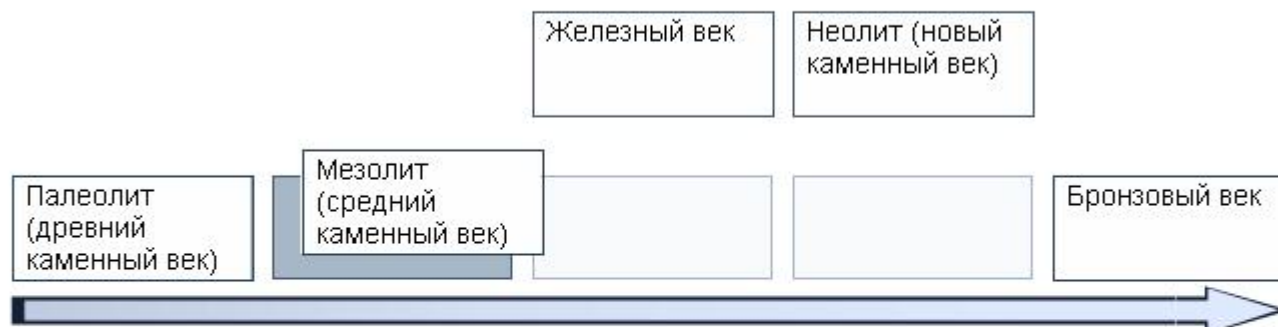 Железный век
Неолит (новый
каменный век)
Мезолит
(средний
каменный век)
Палеолит
(древний
каменный век)
Бронзовый век